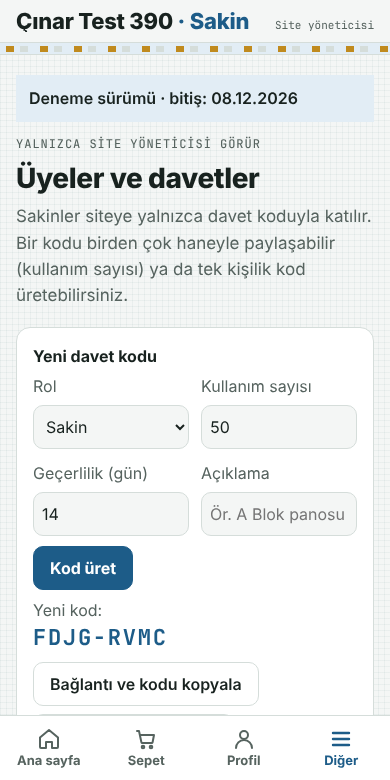 Çınar Test 390 · Sakin
Site yöneticisi
Deneme sürümü · bitiş: 08.12.2026
YALNIZCA SİTE YÖNETİCİSİ GÖRÜR
Üyeler ve davetler
Sakinler siteye yalnızca davet koduyla katılır.
Bir kodu birden çok haneyle paylaşabilir
(kullanım sayısı) ya da tek kişilik kod
üretebilirsiniz.
Yeni davet kodu
Rol
Kullanım sayısı
Sakin
50
Geçerlilik (gün)
Açıklama
14
Ör. A Blok panosu
Kod üret
Yeni kod:
FDJG-RVMC
Bağlantı ve kodu kopyala
Ana sayfa
Sepet
Profil
Diğer